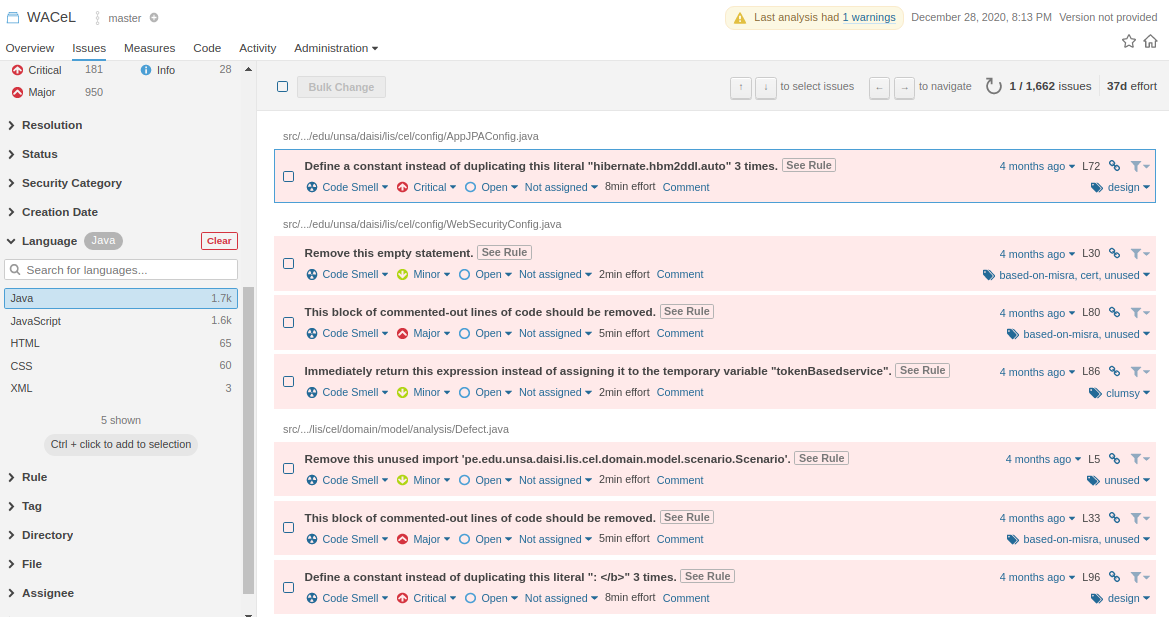 WACeL master
Last analysis had 1 warnings December 28, 2020, 8:13 PM Version not provided
Overview Issues Measures Code Activity Administration
Critical 181 Info 28
Major 950
Resolution
Status
Security Category
Creation Date
Language Java Clear
Search for languages...
Java 1.7k
JavaScript 1.6k
HTML 65
CSS 60
XML 3
5 shown
Ctrl + click to add to selection
Rule
Tag
Directory
File
Assignee
Bulk Change ↑ ↓ to select issues ← → to navigate 1 / 1,662 issues 37d effort
src/.../edu/unsa/daisi/lis/cel/config/AppJPAConfig.java
Define a constant instead of duplicating this literal "hibernate.hbm2ddl.auto" 3 times. See Rule 4 months ago L72
Code Smell Critical Open Not assigned 8min effort Comment design
src/.../edu/unsa/daisi/lis/cel/config/WebSecurityConfig.java
Remove this empty statement. See Rule 4 months ago L30
Code Smell Minor Open Not assigned 2min effort Comment based-on-misra, cert, unused
This block of commented-out lines of code should be removed. See Rule 4 months ago L80
Code Smell Major Open Not assigned 5min effort Comment based-on-misra, unused
Immediately return this expression instead of assigning it to the temporary variable "tokenBasedservice". See Rule 4 months ago L86
Code Smell Minor Open Not assigned 2min effort Comment clumsy
src/.../lis/cel/domain/model/analysis/Defect.java
Remove this unused import 'pe.edu.unsa.daisi.lis.cel.domain.model.scenario.Scenario'. See Rule 4 months ago L5
Code Smell Minor Open Not assigned 2min effort Comment unused
This block of commented-out lines of code should be removed. See Rule 4 months ago L33
Code Smell Major Open Not assigned 5min effort Comment based-on-misra, unused
Define a constant instead of duplicating this literal ": </b>" 3 times. See Rule 4 months ago L96
Code Smell Critical Open Not assigned 8min effort Comment design